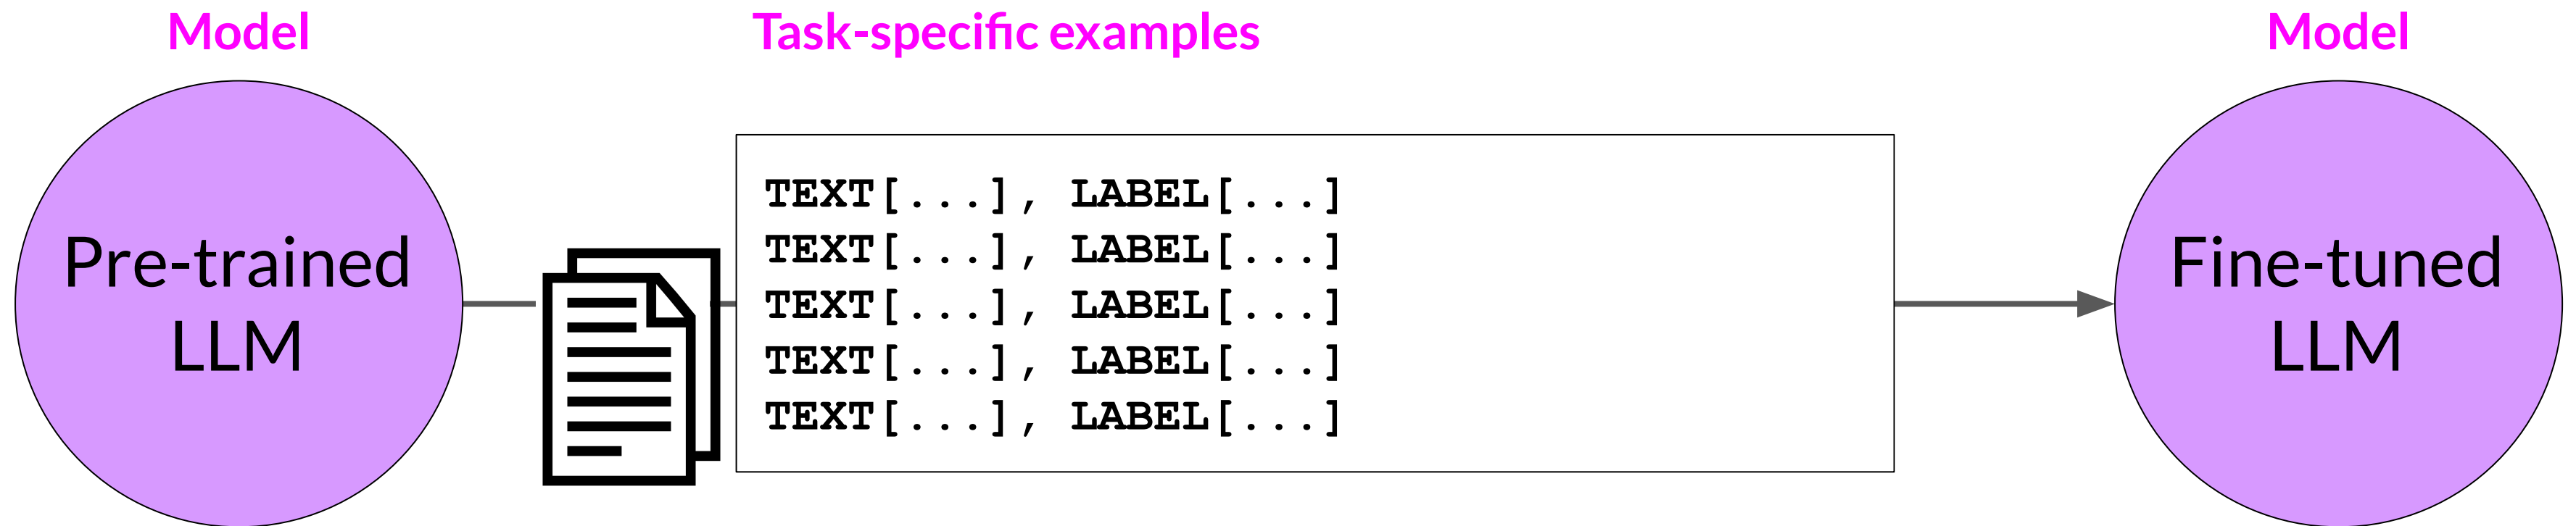 Model
Task-specific examples
Model
Pre-trained
LLM
TEXT[...], LABEL[...]
TEXT[...], LABEL[...]
TEXT[...], LABEL[...]
TEXT[...], LABEL[...]
TEXT[...], LABEL[...]
Fine-tuned
LLM